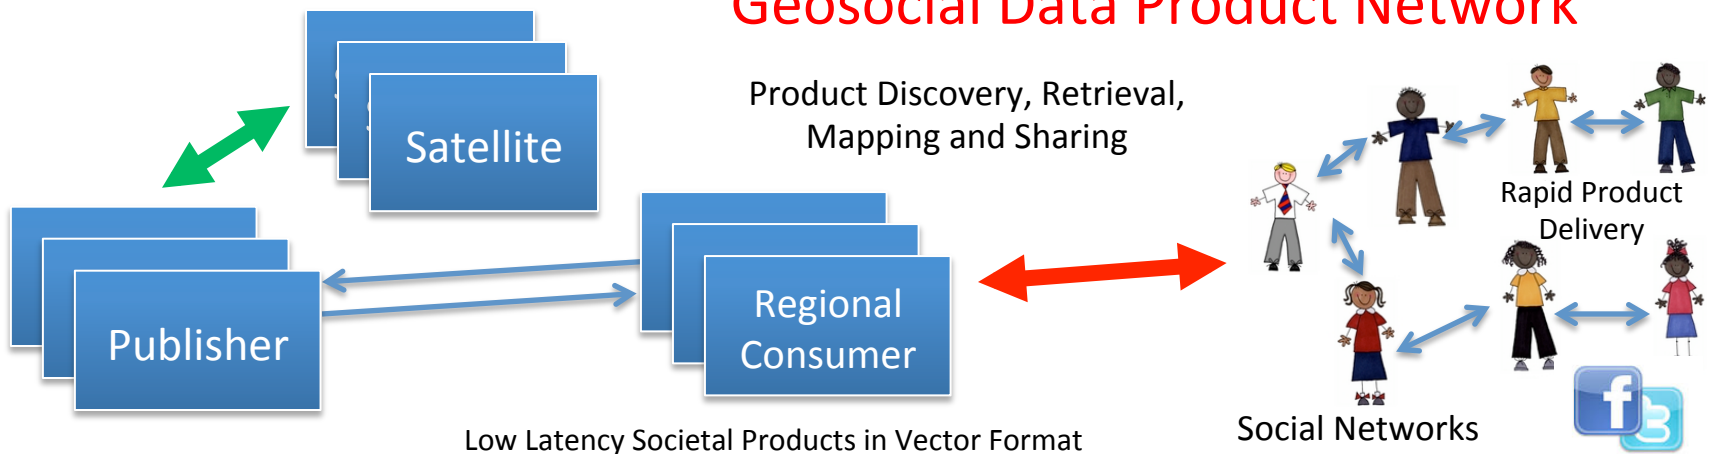 Geosocial Data Product Network
Product Discovery, Retrieval,
Mapping and Sharing
Satellite
Rapid Product
Delivery
Regional
Consumer
Publisher
Social Networks
Low Latency Societal Products in Vector Format
f
t